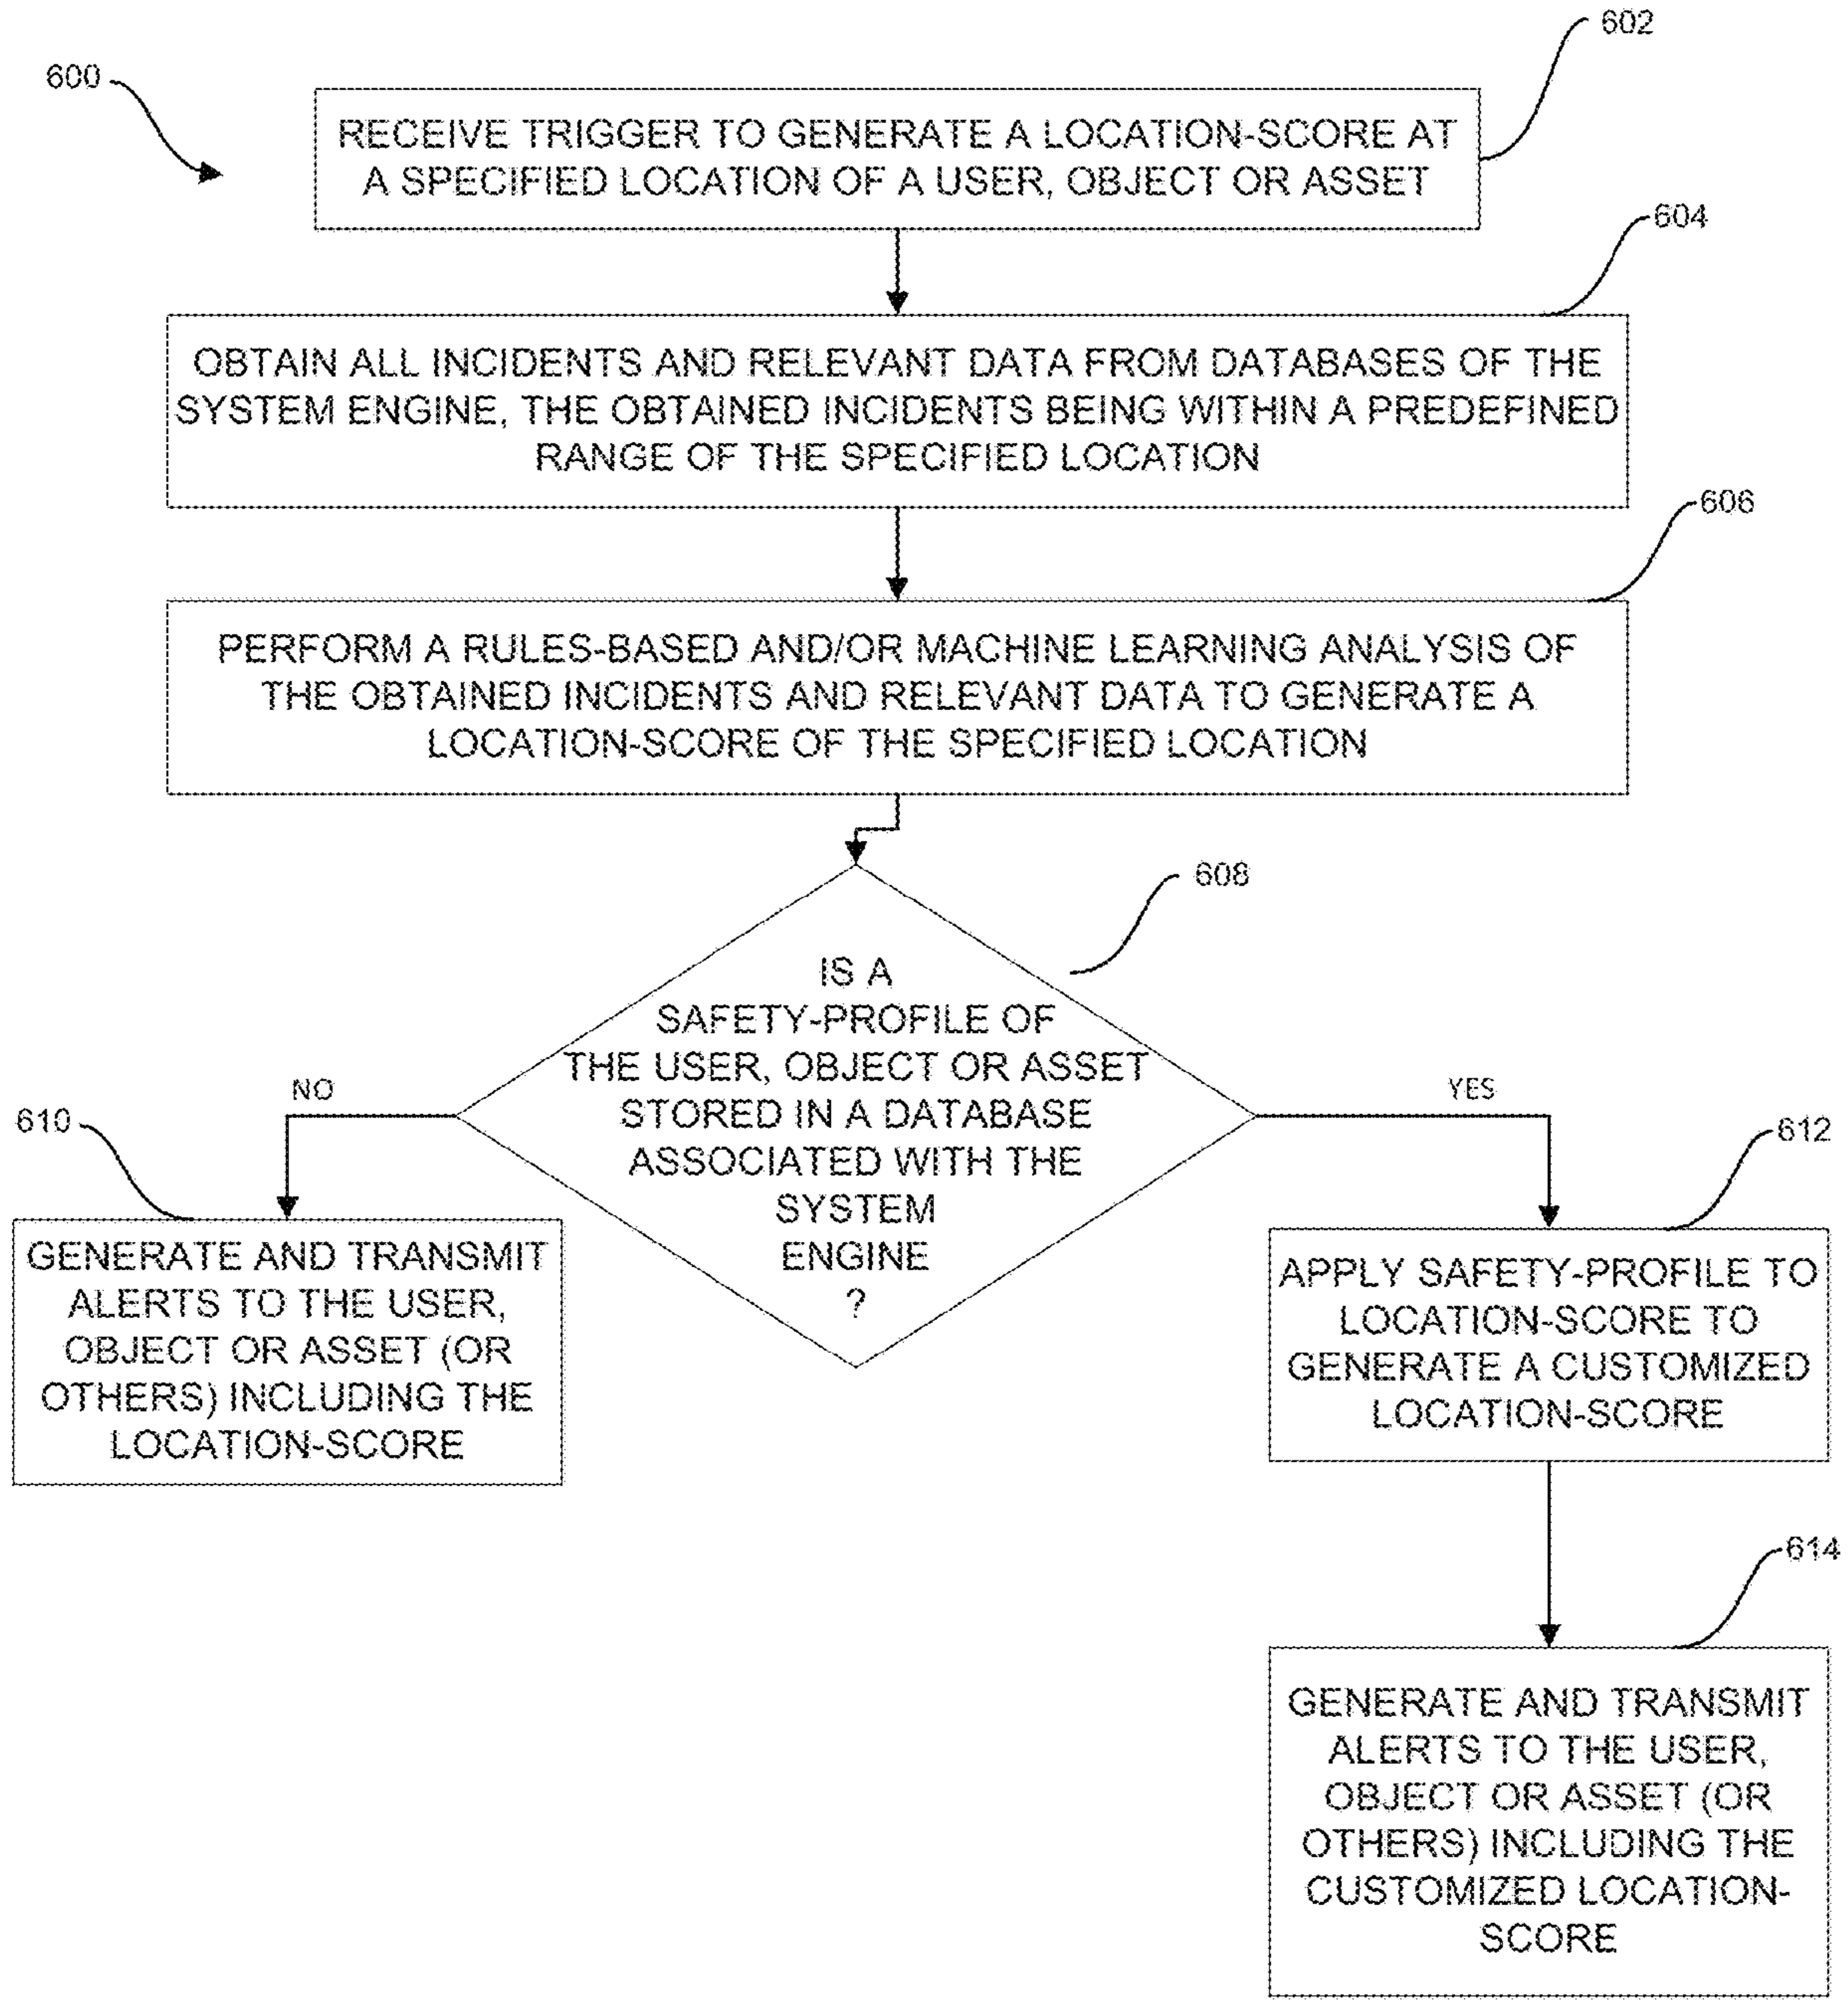 602
600
RECEIVE TRIGGER TO GENERATE A LOCATION-SCORE AT
A SPECIFIED LOCATION OF A USER, OBJECT OR ASSET
604
OBTAIN ALL INCIDENTS AND RELEVANT DATA FROM DATABASES OF THE
SYSTEM ENGINE, THE OBTAINED INCIDENTS BEING WITHIN A PREDEFINED
RANGE OF THE SPECIFIED LOCATION
606
PERFORM A RULES-BASED AND/OR MACHINE LEARNING ANALYSIS OF
THE OBTAINED INCIDENTS AND RELEVANT DATA TO GENERATE A
LOCATION-SCORE OF THE SPECIFIED LOCATION
608
IS A
SAFETY-PROFILE OF
THE USER, OBJECT OR ASSET
STORED IN A DATABASE
ASSOCIATED WITH THE
SYSTEM
ENGINE
?
NO
YES
610
GENERATE AND TRANSMIT
ALERTS TO THE USER,
OBJECT OR ASSET (OR
OTHERS) INCLUDING THE
LOCATION-SCORE
612
APPLY SAFETY-PROFILE TO
LOCATION-SCORE TO
GENERATE A CUSTOMIZED
LOCATION-SCORE
614
GENERATE AND TRANSMIT
ALERTS TO THE USER,
OBJECT OR ASSET (OR
OTHERS) INCLUDING THE
CUSTOMIZED LOCATION-
SCORE